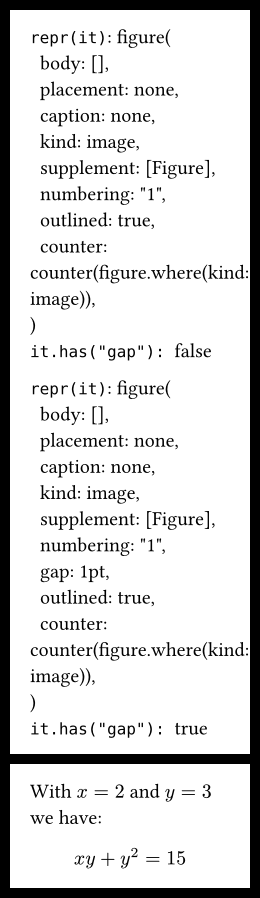 repr(it): figure(
body: [],
placement: none,
caption: none,
kind: image,
supplement: [Figure],
numbering: "1",
outlined: true,
counter:
counter(figure.where(kind:
image)),
)
it.has("gap"): false
repr(it): figure(
body: [],
placement: none,
caption: none,
kind: image,
supplement: [Figure],
numbering: "1",
gap: 1pt,
outlined: true,
counter:
counter(figure.where(kind:
image)),
)
it.has("gap"): true
With x = 2 and y = 3
we have:
xy + y² = 15